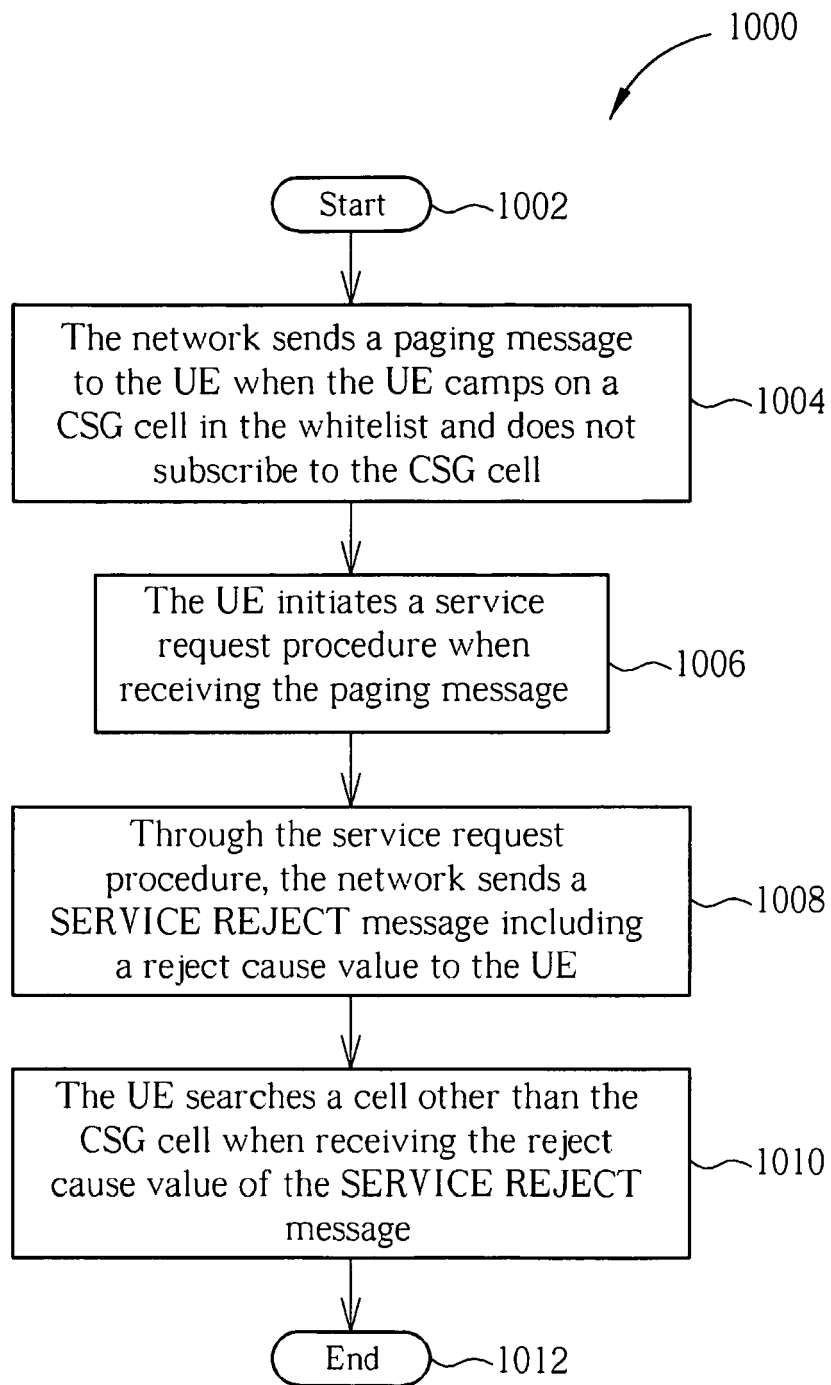 1000
Start
1002
The network sends a paging message
to the UE when the UE camps on a
CSG cell in the whitelist and does not
subscribe to the CSG cell
1004
The UE initiates a service
request procedure when
receiving the paging message
1006
Through the service request
procedure, the network sends a
SERVICE REJECT message including
a reject cause value to the UE
1008
The UE searches a cell other than the
CSG cell when receiving the reject
cause value of the SERVICE REJECT
message
1010
End
1012